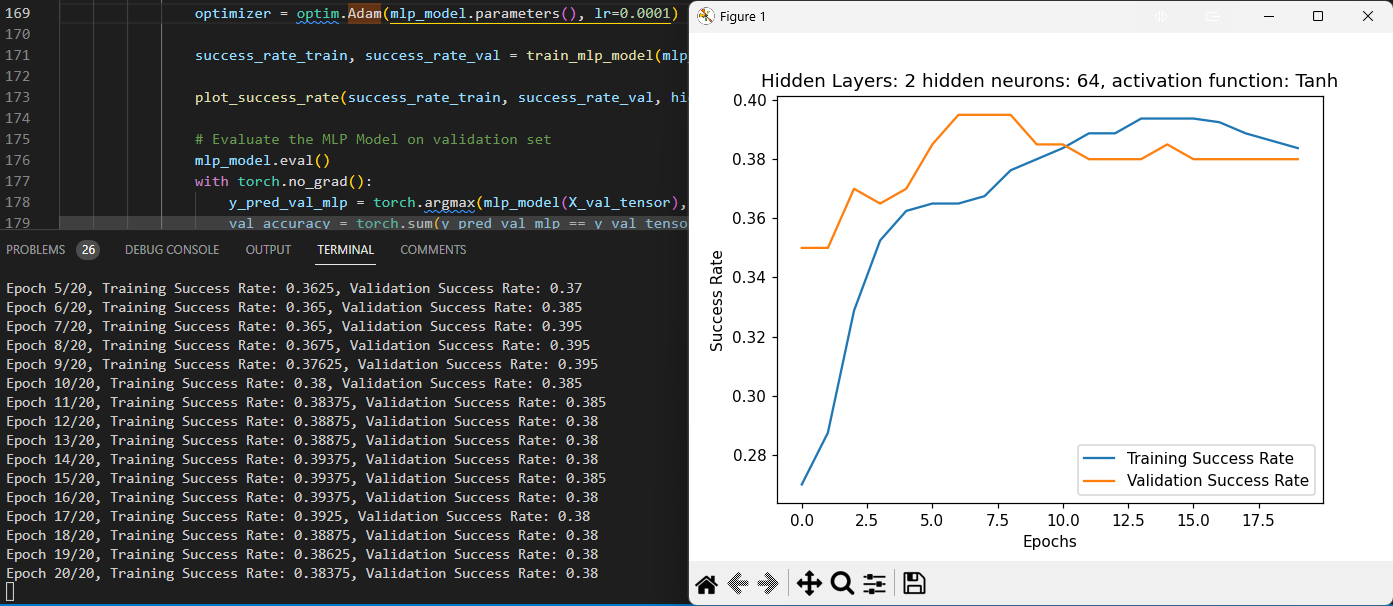 169 optimizer = optim.Adam(mlp_model.parameters(), lr=0.0001)
170
171 success_rate_train, success_rate_val = train_mlp_model(mlp_
172
173 plot_success_rate(success_rate_train, success_rate_val, hi
174
175 # Evaluate the MLP Model on validation set
176 mlp_model.eval()
177 with torch.no_grad():
178 y_pred_val_mlp = torch.argmax(mlp_model(X_val_tensor),
179 val_accuracy = torch.sum(y_pred_val_mlp == y_val_tenso
PROBLEMS 26 DEBUG CONSOLE OUTPUT TERMINAL COMMENTS
Epoch 5/20, Training Success Rate: 0.3625, Validation Success Rate: 0.37
Epoch 6/20, Training Success Rate: 0.365, Validation Success Rate: 0.385
Epoch 7/20, Training Success Rate: 0.365, Validation Success Rate: 0.395
Epoch 8/20, Training Success Rate: 0.3675, Validation Success Rate: 0.395
Epoch 9/20, Training Success Rate: 0.37625, Validation Success Rate: 0.395
Epoch 10/20, Training Success Rate: 0.38, Validation Success Rate: 0.385
Epoch 11/20, Training Success Rate: 0.38375, Validation Success Rate: 0.385
Epoch 12/20, Training Success Rate: 0.38875, Validation Success Rate: 0.38
Epoch 13/20, Training Success Rate: 0.38875, Validation Success Rate: 0.38
Epoch 14/20, Training Success Rate: 0.39375, Validation Success Rate: 0.38
Epoch 15/20, Training Success Rate: 0.39375, Validation Success Rate: 0.385
Epoch 16/20, Training Success Rate: 0.39375, Validation Success Rate: 0.38
Epoch 17/20, Training Success Rate: 0.3925, Validation Success Rate: 0.38
Epoch 18/20, Training Success Rate: 0.38875, Validation Success Rate: 0.38
Epoch 19/20, Training Success Rate: 0.38625, Validation Success Rate: 0.38
Epoch 20/20, Training Success Rate: 0.38375, Validation Success Rate: 0.38
Figure 1
Hidden Layers: 2 hidden neurons: 64, activation function: Tanh
0.40
0.38
0.36
0.34
0.32
0.30
0.28
Success Rate
Training Success Rate
Validation Success Rate
0.0 2.5 5.0 7.5 10.0 12.5 15.0 17.5
Epochs